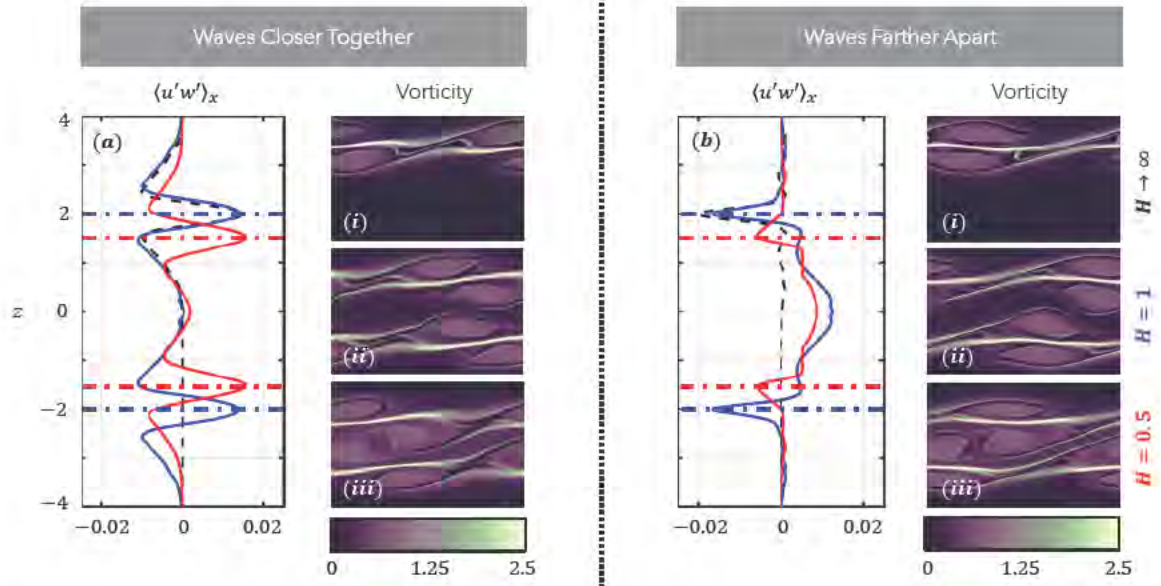 Waves Closer Together
Waves Farther Apart
⟨u′w′⟩ₓ
Vorticity
⟨u′w′⟩ₓ
Vorticity
4
2
0
−2
−4
z
(a)
−0.02
0
0.02
(i)
(ii)
(iii)
0
1.25
2.5
(b)
−0.02
0
0.02
(i)
(ii)
(iii)
0
1.25
2.5
H → ∞
H = 1
H = 0.5